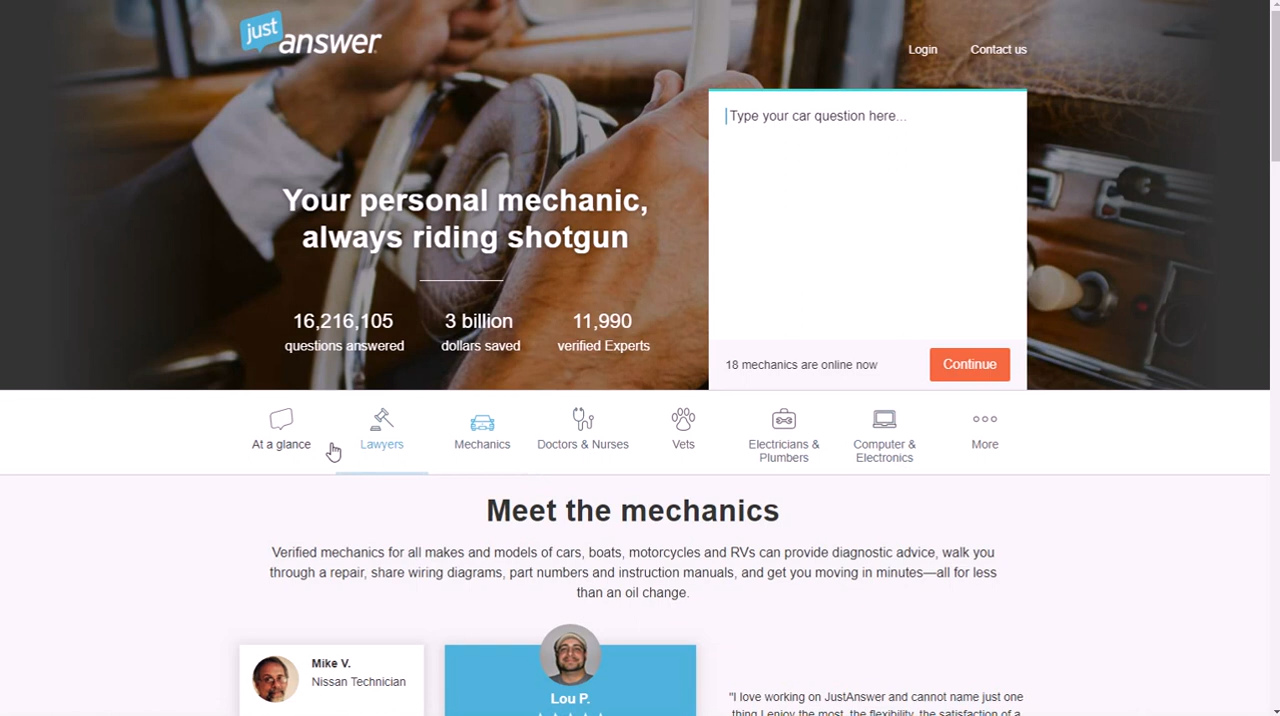 just
answer
Login
Contact us
Type your car question here...
Your personal mechanic,
always riding shotgun
16,216,105
questions answered
3 billion
dollars saved
11,990
verified Experts
18 mechanics are online now
Continue
At a glance
Lawyers
Mechanics
Doctors & Nurses
Vets
Electricians &
Plumbers
Computer &
Electronics
More
Meet the mechanics
Verified mechanics for all makes and models of cars, boats, motorcycles and RVs can provide diagnostic advice, walk you
through a repair, share wiring diagrams, part numbers and instruction manuals, and get you moving in minutes—all for less
than an oil change.
Mike V.
Nissan Technician
Lou P.
"I love working on JustAnswer and cannot name just one
thing I enjoy the most, the flexibility, the satisfaction of a